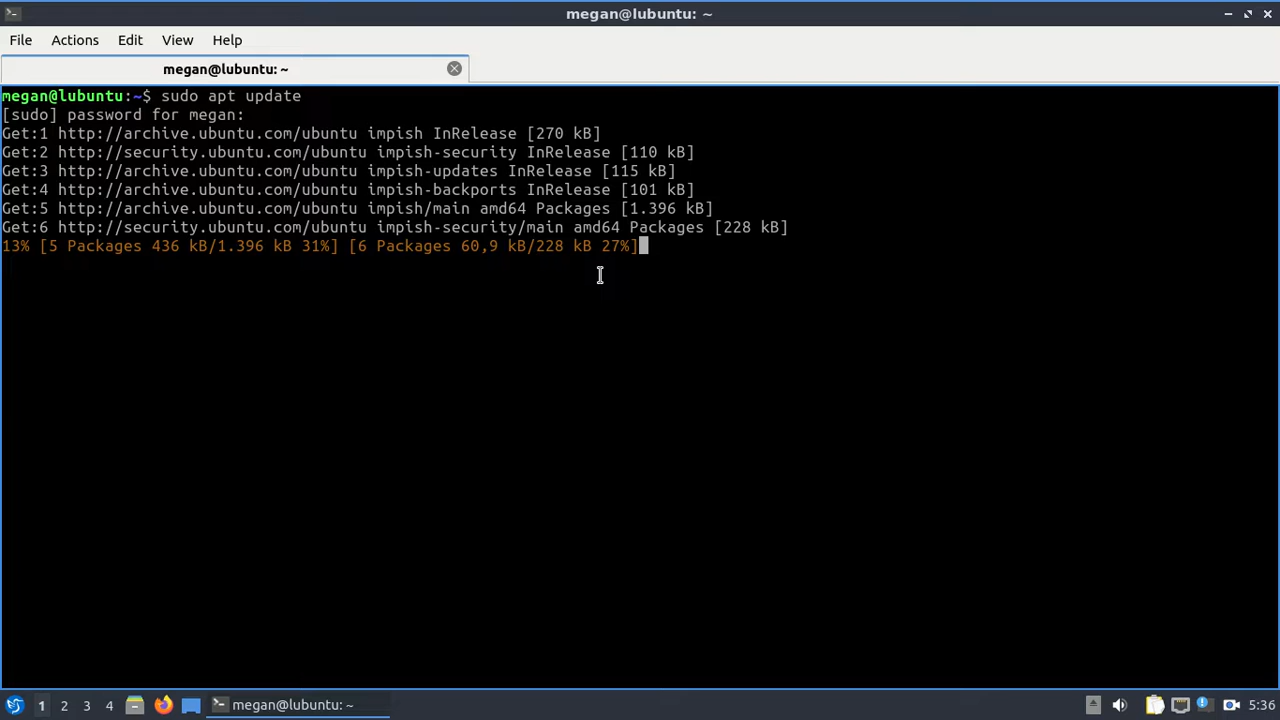 megan@lubuntu: ~
File Actions Edit View Help
megan@lubuntu: ~
megan@lubuntu:~$ sudo apt update
[sudo] password for megan:
Get:1 http://archive.ubuntu.com/ubuntu impish InRelease [270 kB]
Get:2 http://security.ubuntu.com/ubuntu impish-security InRelease [110 kB]
Get:3 http://archive.ubuntu.com/ubuntu impish-updates InRelease [115 kB]
Get:4 http://archive.ubuntu.com/ubuntu impish-backports InRelease [101 kB]
Get:5 http://archive.ubuntu.com/ubuntu impish/main amd64 Packages [1.396 kB]
Get:6 http://security.ubuntu.com/ubuntu impish-security/main amd64 Packages [228 kB]
13% [5 Packages 436 kB/1.396 kB 31%] [6 Packages 60,9 kB/228 kB 27%]
1 2 3 4 megan@lubuntu: ~ 5:36